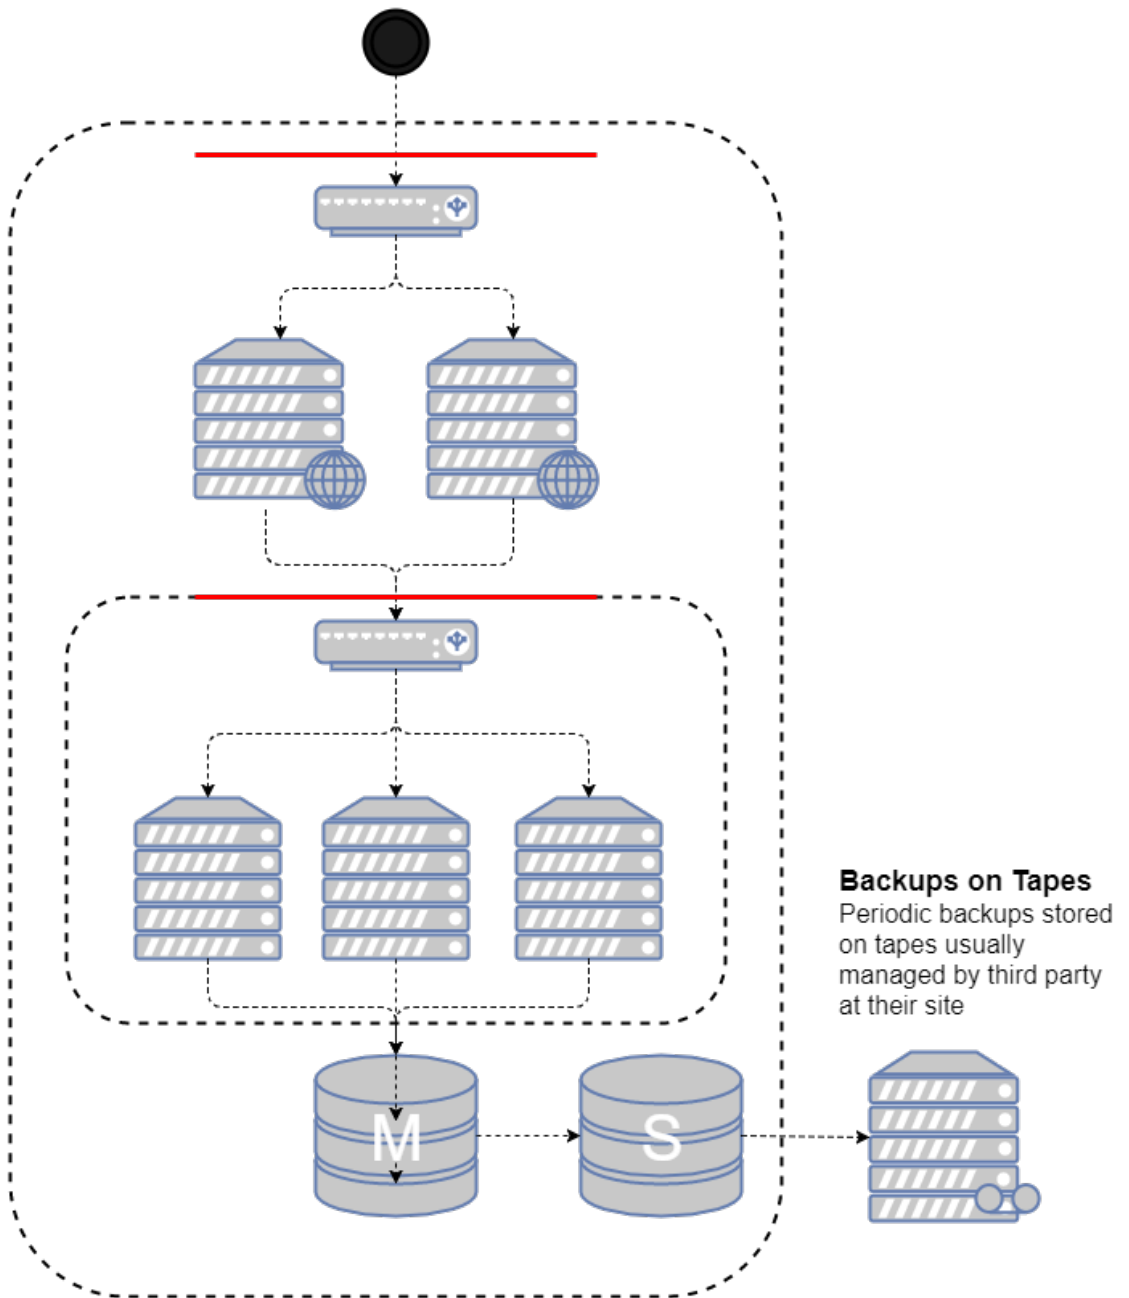 Backups on Tapes
Periodic backups stored
on tapes usually
managed by third party
at their site
M
S